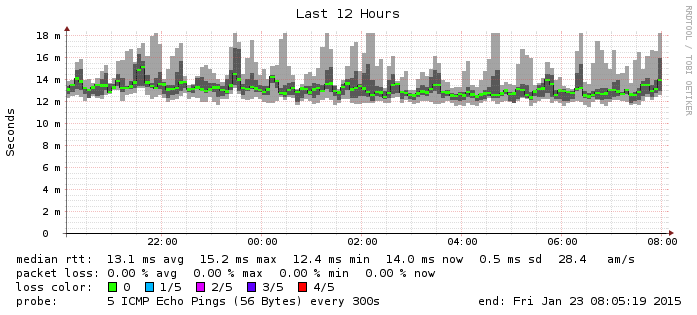 Last 12 Hours
RRDTOOL / TOBI OETIKER
Seconds
18 m
16 m
14 m
12 m
10 m
8 m
6 m
4 m
2 m
0
22:00 00:00 02:00 04:00 06:00 08:00
median rtt: 13.1 ms avg 15.2 ms max 12.4 ms min 14.0 ms now 0.5 ms sd 28.4 am/s
packet loss: 0.00 % avg 0.00 % max 0.00 % min 0.00 % now
loss color: 0 1/5 2/5 3/5 4/5
probe: 5 ICMP Echo Pings (56 Bytes) every 300s end: Fri Jan 23 08:05:19 2015